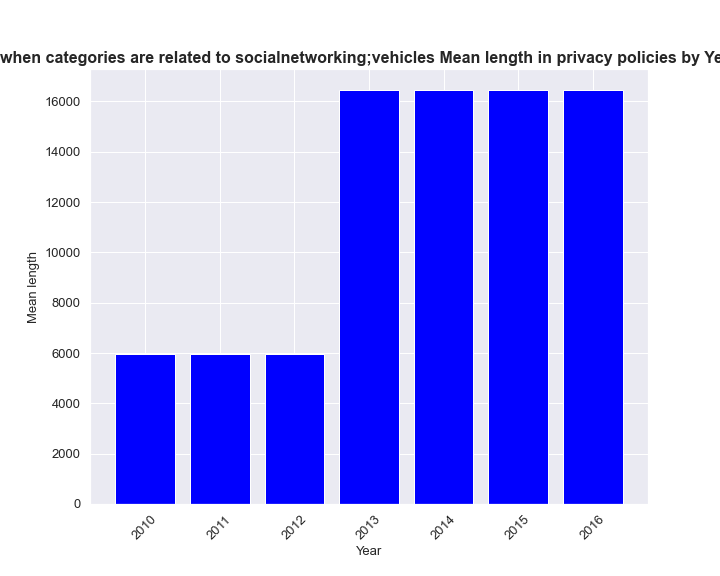 when categories are related to socialnetworking;vehicles Mean length in privacy policies by Ye
16000
14000
12000
10000
8000
6000
4000
2000
0
Mean length
2010 2011 2012 2013 2014 2015 2016
Year